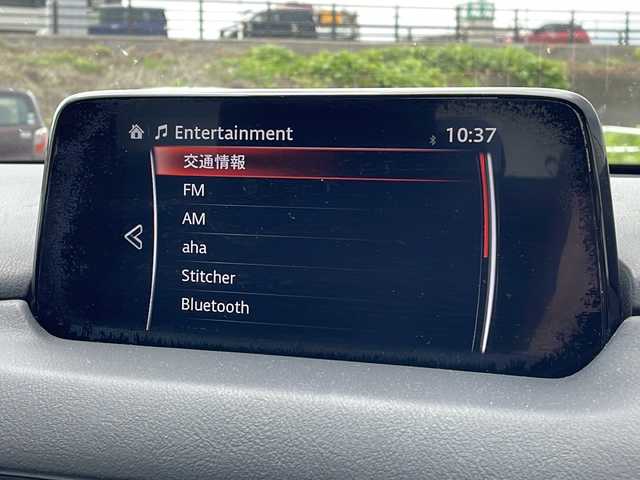 Entertainment
10:37
交通情報
FM
AM
aha
Stitcher
Bluetooth